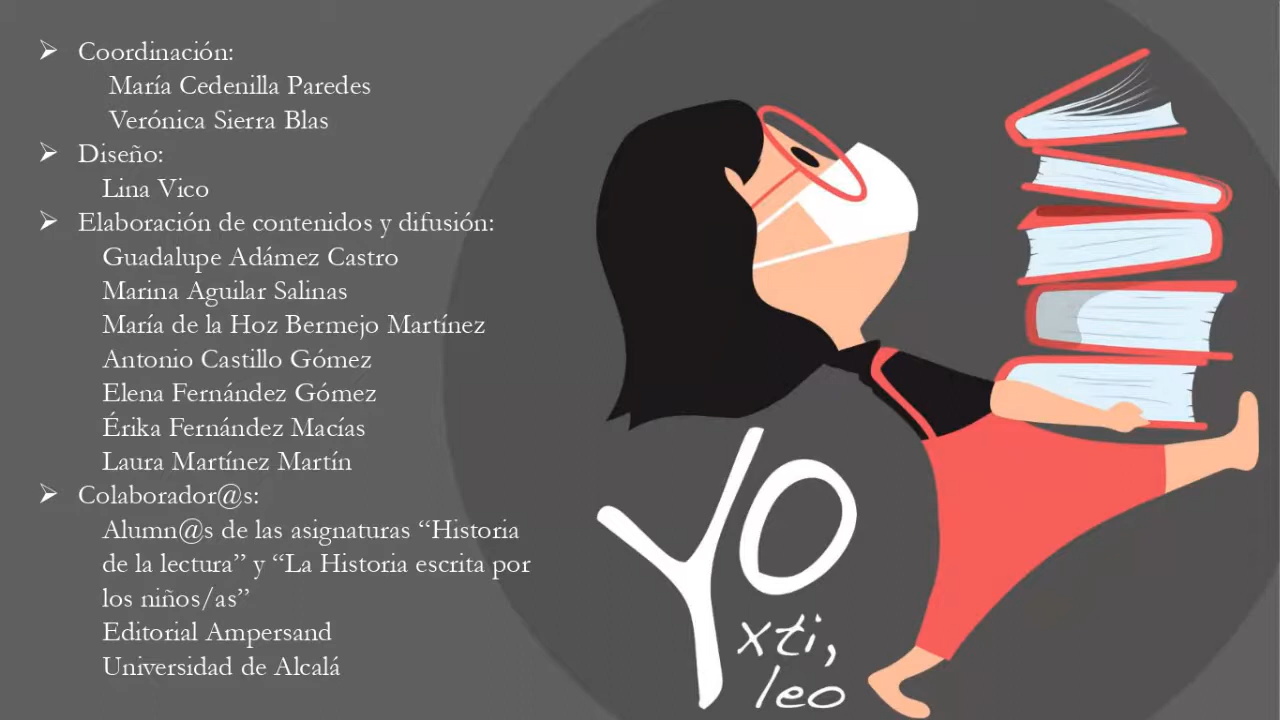 ➢ Coordinación:
María Cedenilla Paredes
Verónica Sierra Blas
➢ Diseño:
Lina Vico
➢ Elaboración de contenidos y difusión:
Guadalupe Adámez Castro
Marina Aguilar Salinas
María de la Hoz Bermejo Martínez
Antonio Castillo Gómez
Elena Fernández Gómez
Érika Fernández Macías
Laura Martínez Martín
➢ Colaborador@s:
Alumn@s de las asignaturas “Historia
de la lectura” y “La Historia escrita por
los niños/as”
Editorial Ampersand
Universidad de Alcalá
Yo
xti,
leo